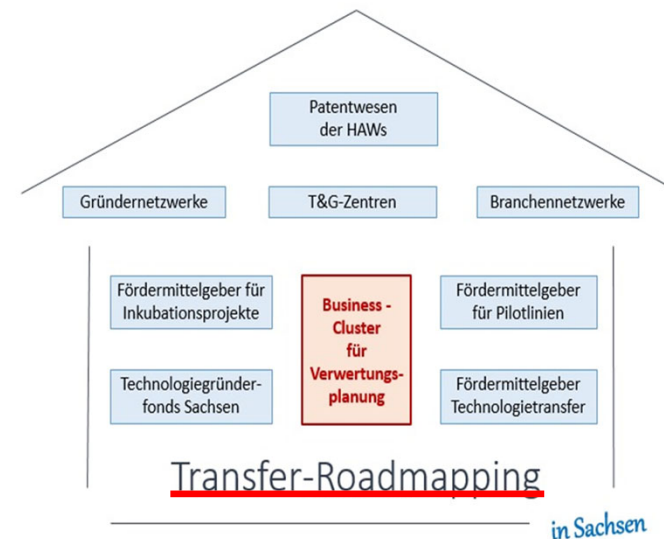 Patentwesen
der HAWs
Gründernetzwerke
T&G-Zentren
Branchennetzwerke
Fördermittelgeber für
Inkubationsprojekte
Business -
Cluster
für
Verwertungs-
planung
Fördermittelgeber
für Pilotlinien
Technologiegründer-
fonds Sachsen
Fördermittelgeber
Technologietransfer
Transfer-Roadmapping
in Sachsen